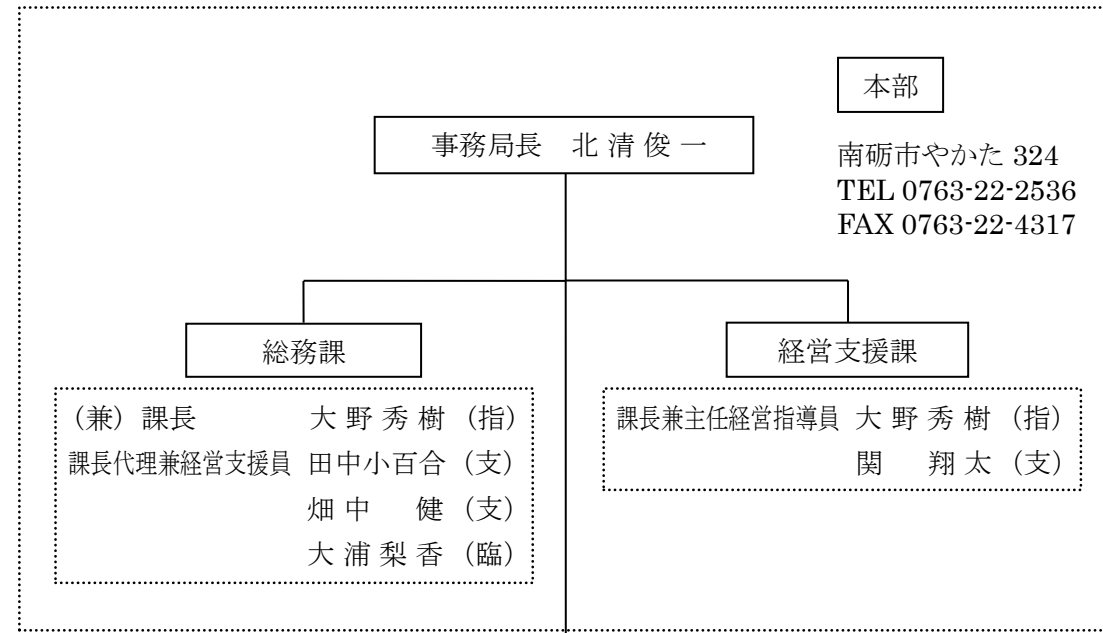 本部
事務局長 北清俊一
南砺市やかた 324
TEL 0763-22-2536
FAX 0763-22-4317
総務課
(兼) 課長 大野秀樹 (指)
課長代理兼経営支援員 田中小百合 (支)
畑中 健 (支)
大浦梨香 (臨)
経営支援課
課長兼主任経営指導員 大野秀樹 (指)
関 翔太 (支)